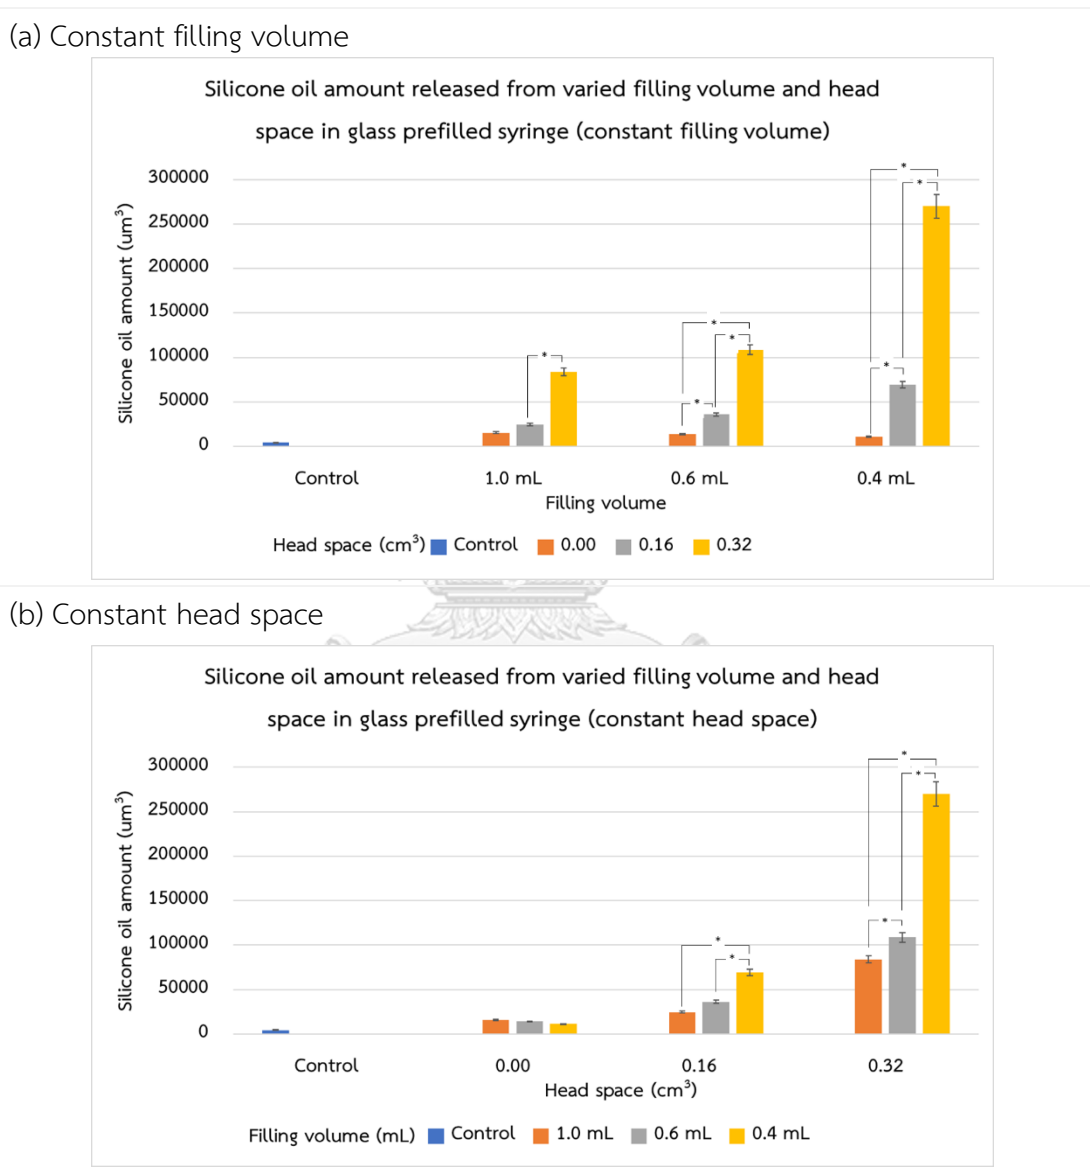 (a) Constant filling volume
Silicone oil amount released from varied filling volume and head
space in glass prefilled syringe (constant filling volume)
Silicone oil amount (um³)
300000
250000
200000
150000
100000
50000
0
* * * * * * * *
* 
Control 1.0 mL 0.6 mL 0.4 mL
Filling volume
Head space (cm³) Control 0.00 0.16 0.32
(b) Constant head space
Silicone oil amount released from varied filling volume and head
space in glass prefilled syringe (constant head space)
Silicone oil amount (um³)
300000
250000
200000
150000
100000
50000
0
* * * * *
Control 0.00 0.16 0.32
Head space (cm³)
Filling volume (mL) Control 1.0 mL 0.6 mL 0.4 mL